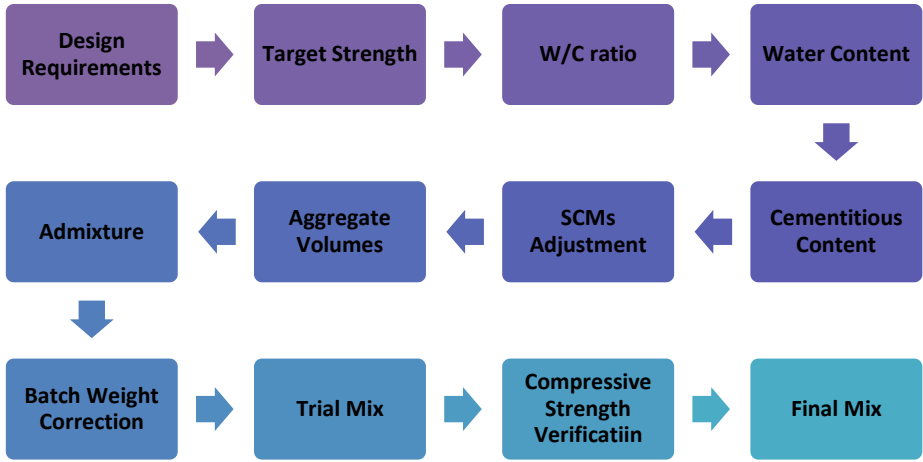 Design
Requirements
Target Strength
W/C ratio
Water Content
Cementitious
Content
SCMs
Adjustment
Aggregate
Volumes
Admixture
Batch Weight
Correction
Trial Mix
Compressive
Strength
Verificatiin
Final Mix